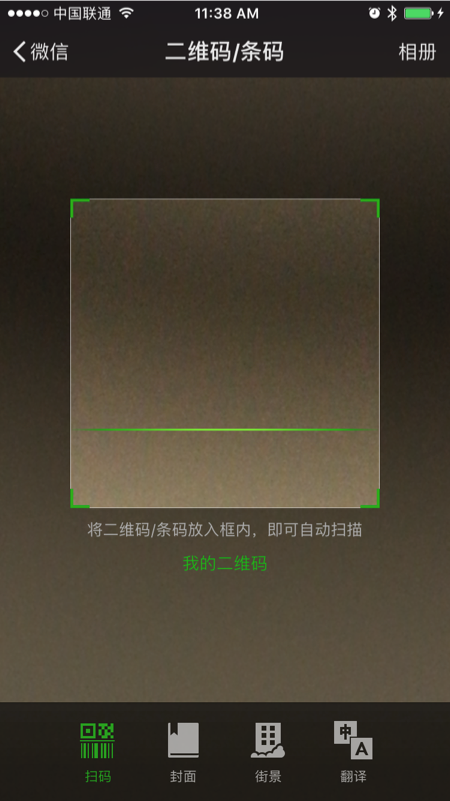 中国联通 11:38 AM
微信 二维码/条码 相册
将二维码/条码放入框内，即可自动扫描
我的二维码
扫码 封面 街景 翻译
中 A